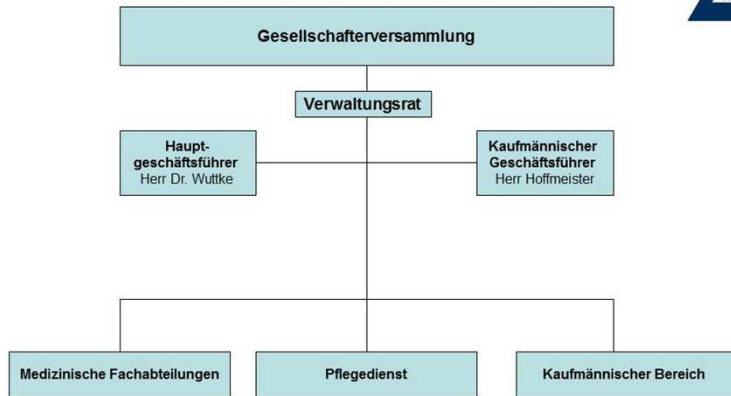 Gesellschafterversammlung
Verwaltungsrat
Haupt-
geschäftsführer
Herr Dr. Wuttke
Kaufmännischer
Geschäftsführer
Herr Hoffmeister
Medizinische Fachabteilungen
Pflegedienst
Kaufmännischer Bereich